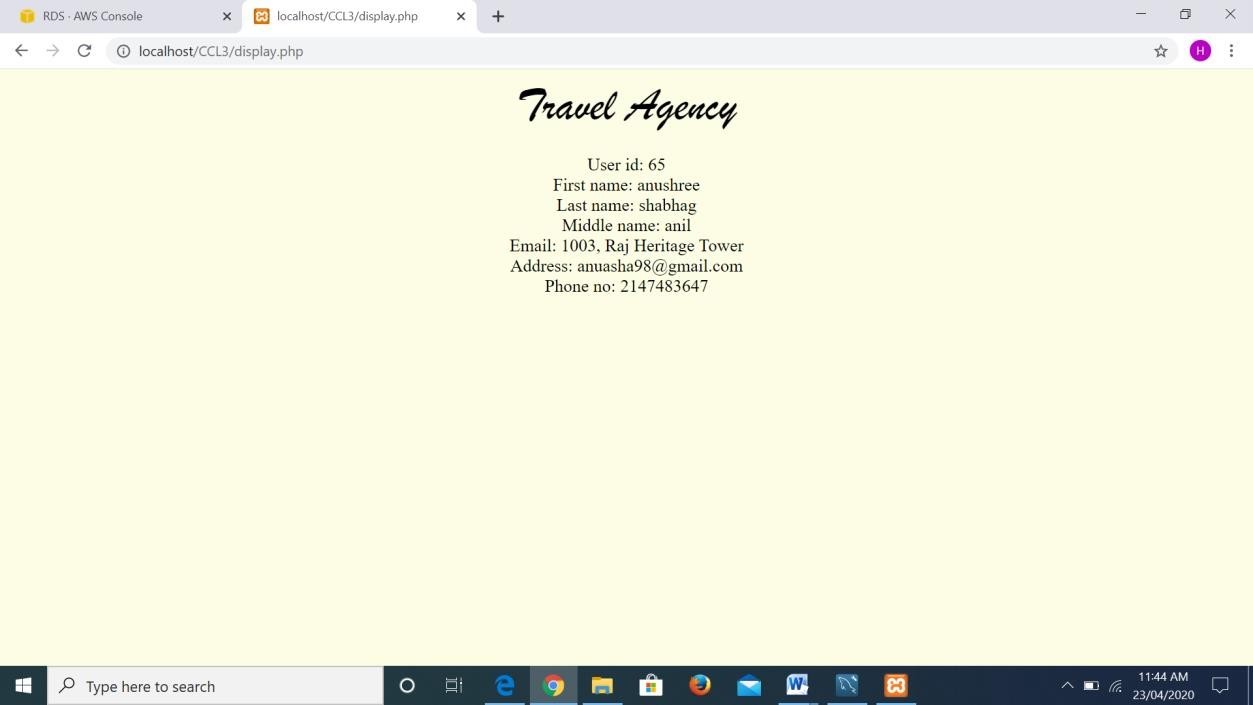 RDS · AWS Console
localhost/CCL3/display.php
localhost/CCL3/display.php
H
Travel Agency
User id: 65
First name: anushree
Last name: shabhag
Middle name: anil
Email: 1003, Raj Heritage Tower
Address: anuasha98@gmail.com
Phone no: 2147483647
Type here to search
11:44 AM
23/04/2020